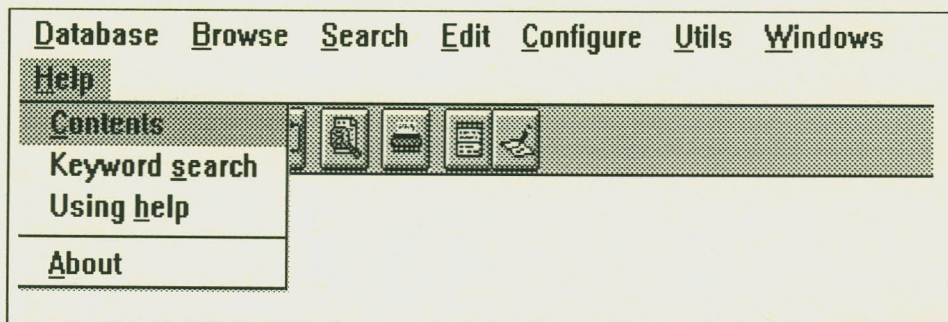 Database Browse Search Edit Configure Utils Windows
Help
Contents
Keyword search
Using help
About